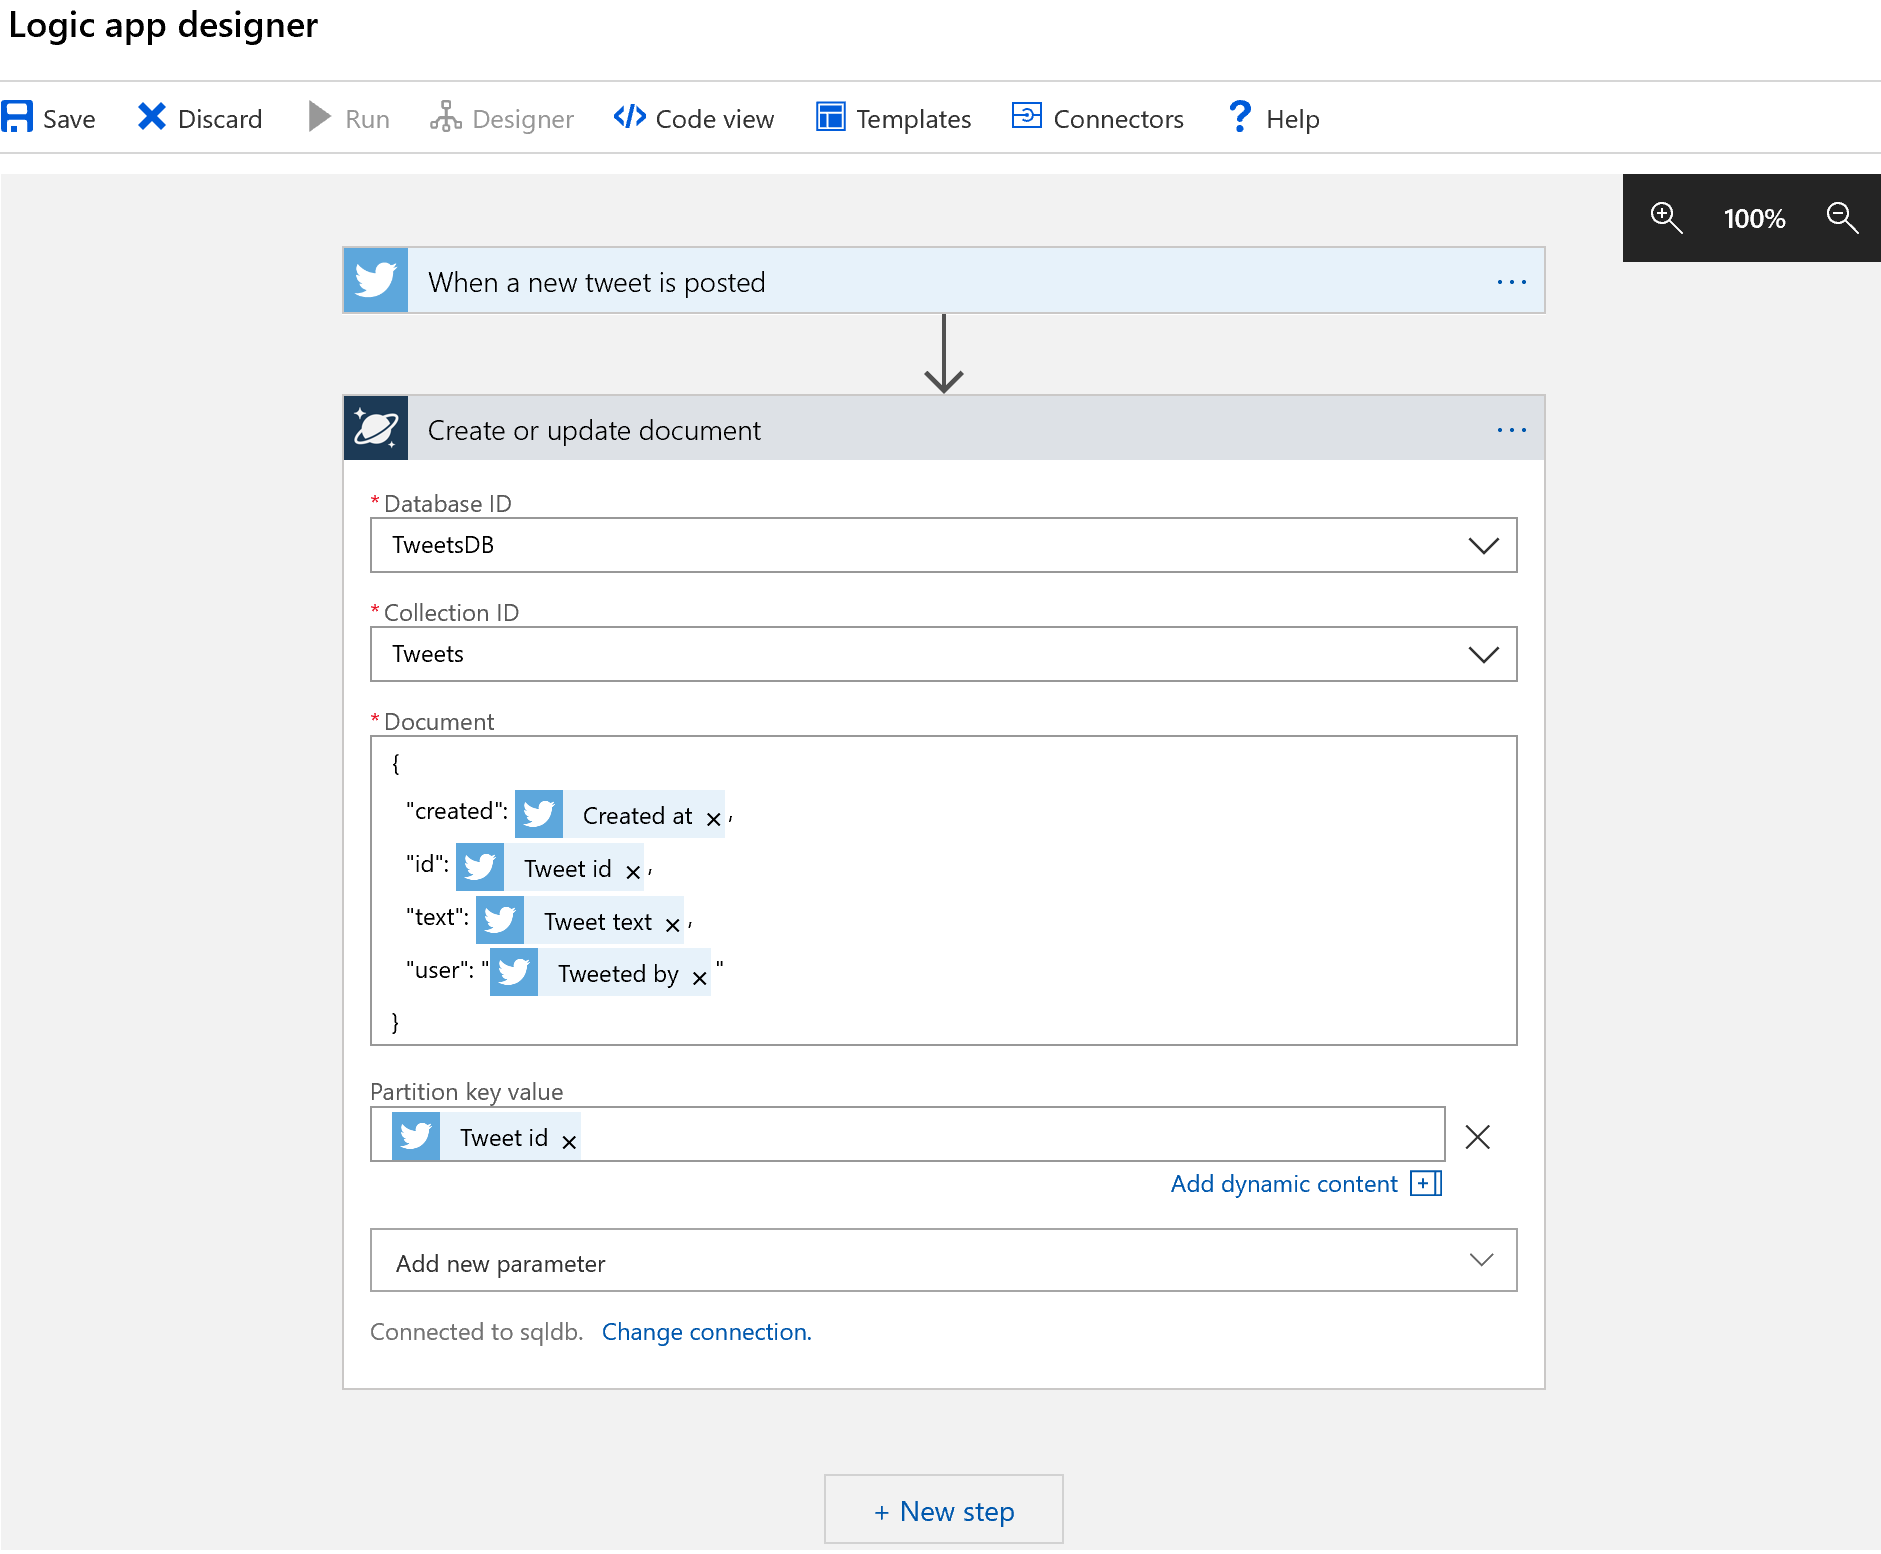 Logic app designer
Save Discard Run Designer </> Code view Templates Connectors ? Help
100%
When a new tweet is posted ...
Create or update document ...
* Database ID
TweetsDB
* Collection ID
Tweets
* Document
{
"created": Created at × ,
"id": Tweet id × ,
"text": Tweet text × ,
"user": " Tweeted by × "
}
Partition key value
Tweet id ×
Add dynamic content
Add new parameter
Connected to sqldb. Change connection.
+ New step